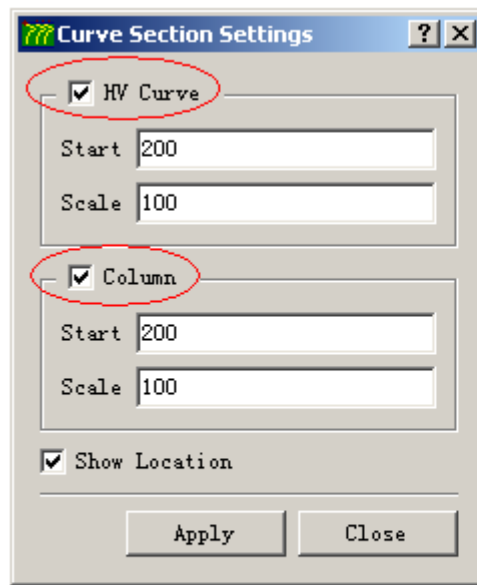 Curve Section Settings
HV Curve
Start 200
Scale 100
Column
Start 200
Scale 100
Show Location
Apply Close